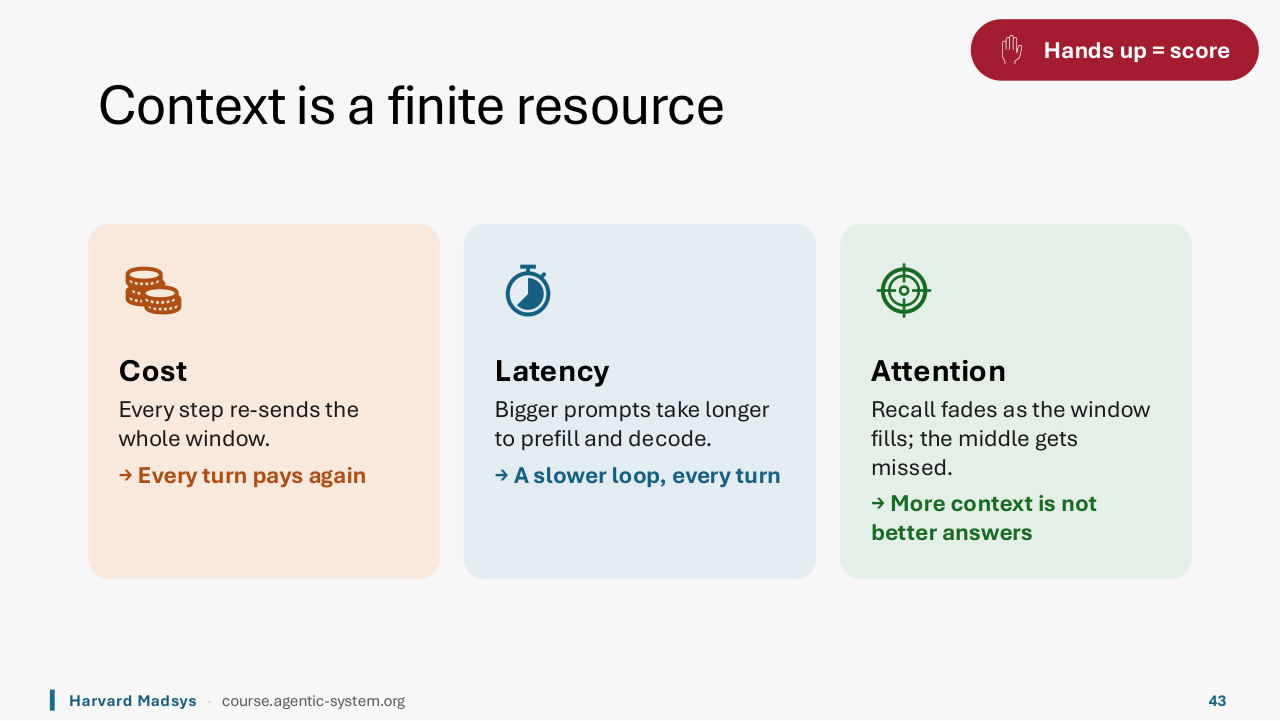 Hands up = score
Context is a finite resource
Cost
Every step re-sends the
whole window.
→ Every turn pays again
Latency
Bigger prompts take longer
to prefill and decode.
→ A slower loop, every turn
Attention
Recall fades as the window
fills; the middle gets
missed.
→ More context is not
better answers
Harvard Madsys · course.agentic-system.org
43